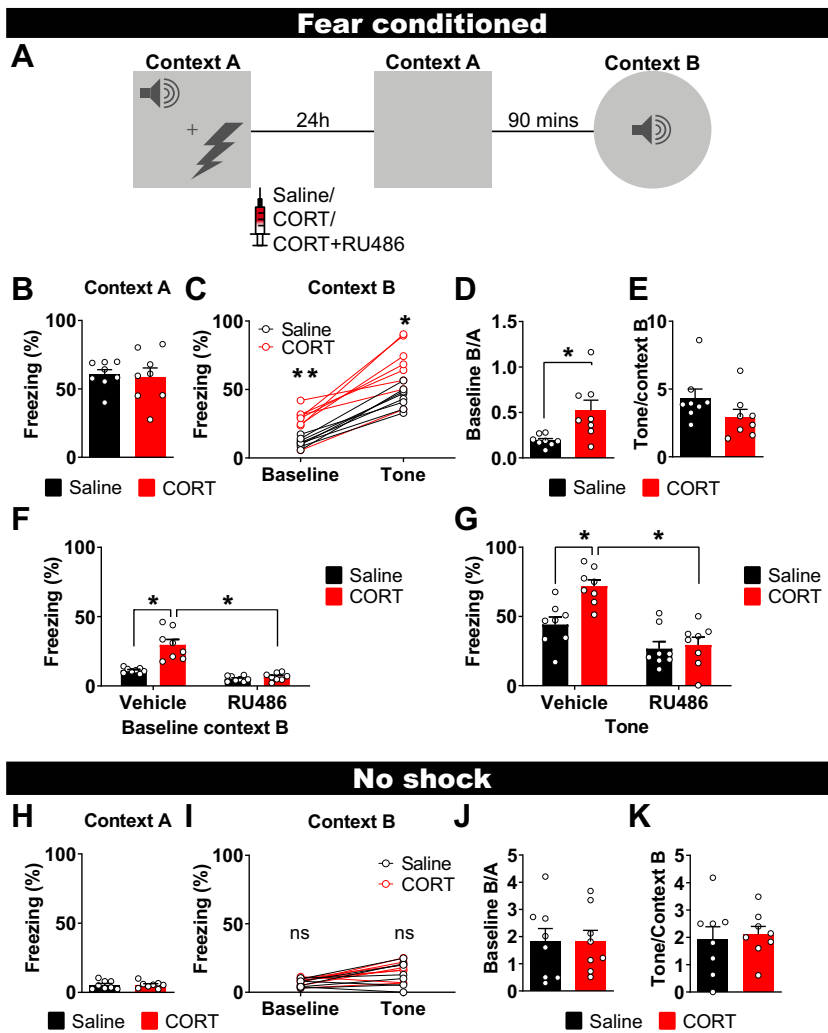 Fear conditioned
A
Context A
Context A
Context B
+
24h
90 mins
Saline/
CORT/
CORT+RU486
B
Context A
Freezing (%)
100
50
0
C
Context B
Freezing (%)
100
50
0
Saline
CORT
**
*
Baseline
Tone
D
Baseline B/A
1.5
1.0
0.5
0.0
*
E
Tone/context B
10
5
0
Saline
CORT
Saline
CORT
F
Freezing (%)
100
50
0
*
*
Saline
CORT
Vehicle
RU486
Baseline context B
G
Freezing (%)
100
50
0
*
*
Saline
CORT
Vehicle
RU486
Tone
No shock
H
Context A
Freezing (%)
100
50
0
I
Context B
Freezing (%)
100
50
0
Saline
CORT
ns
ns
Baseline
Tone
J
Baseline B/A
5
4
3
2
1
0
K
Tone/Context B
5
4
3
2
1
0
Saline
CORT
Saline
CORT